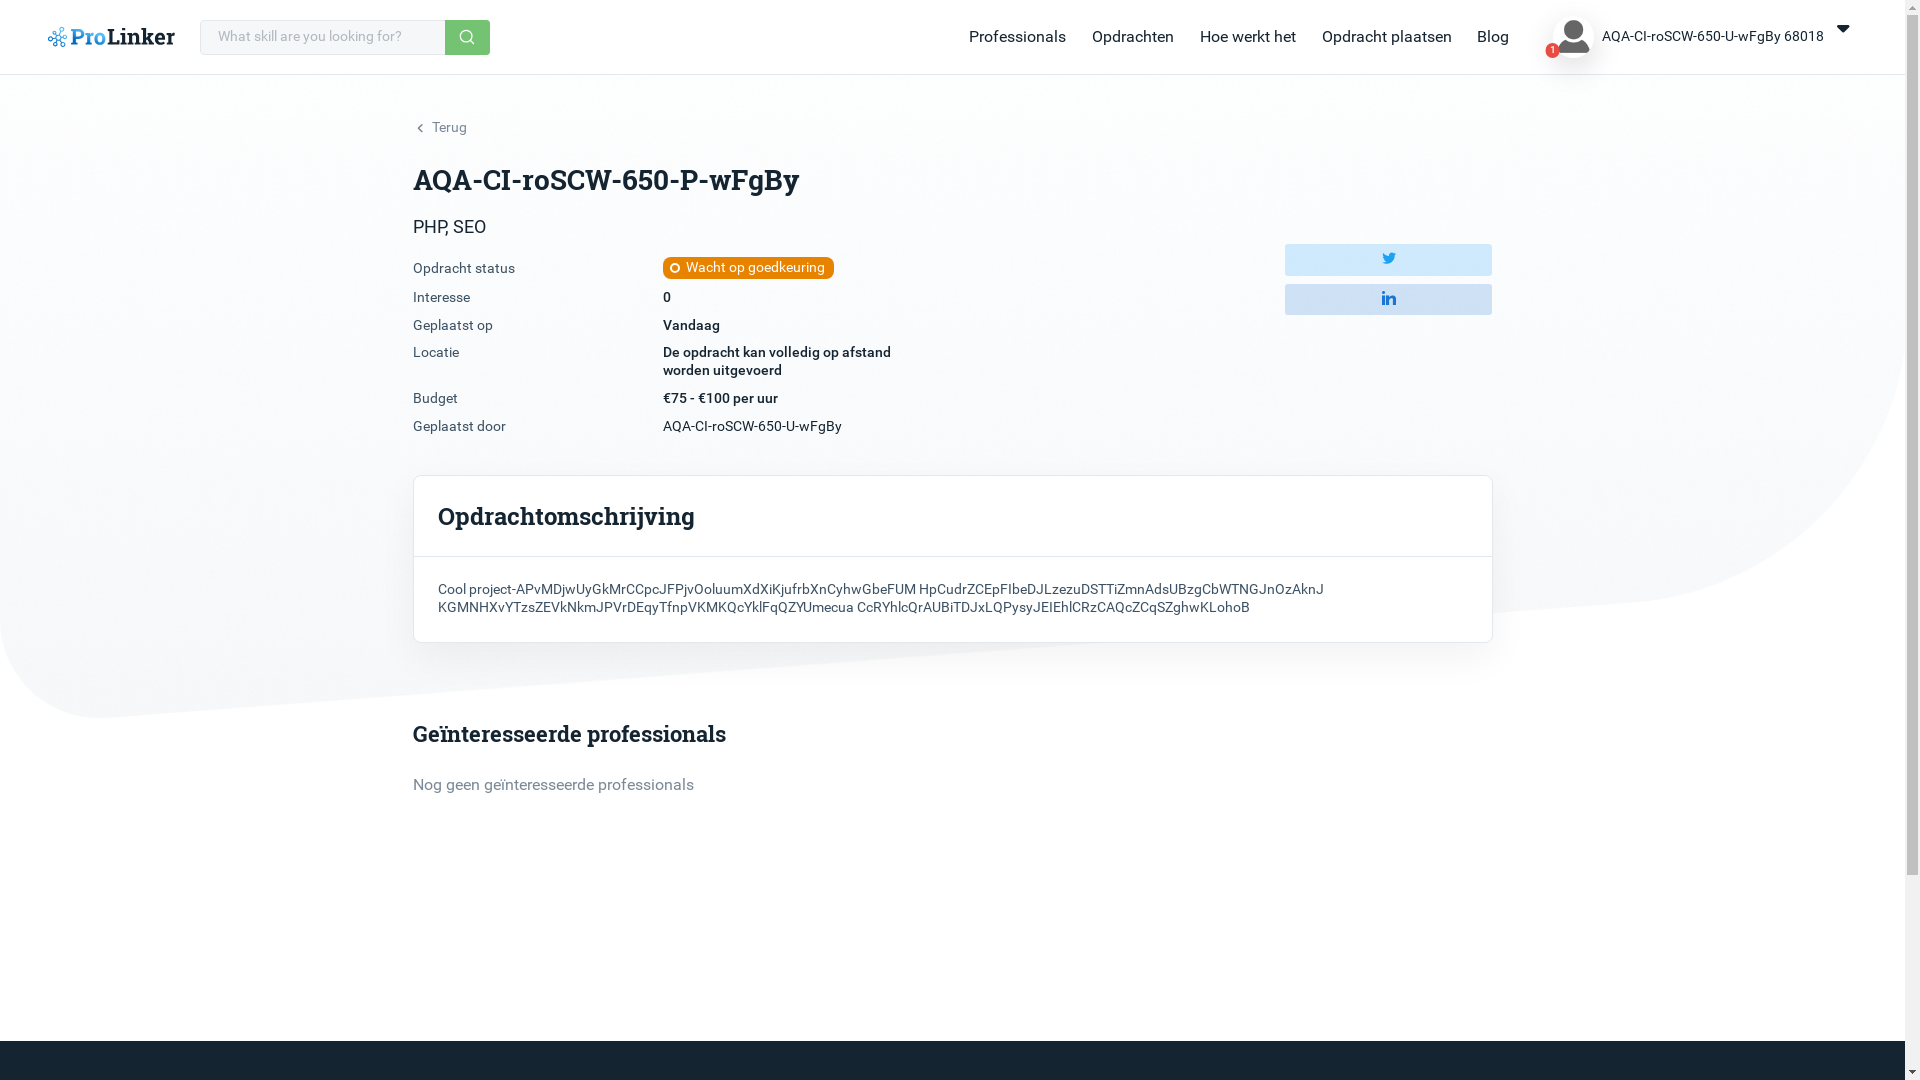 ProLinker
What skill are you looking for?
Professionals
Opdrachten
Hoe werkt het
Opdracht plaatsen
Blog
1
AQA-CI-roSCW-650-U-wFgBy 68018
Terug
AQA-CI-roSCW-650-P-wFgBy
PHP, SEO
Opdracht status
Wacht op goedkeuring
Interesse
0
Geplaatst op
Vandaag
Locatie
De opdracht kan volledig op afstand
worden uitgevoerd
Budget
€75 - €100 per uur
Geplaatst door
AQA-CI-roSCW-650-U-wFgBy
in
Opdrachtomschrijving
Cool project-APvMDjwUyGkMrCCpcJFPjvOoluumXdXiKjufrbXnCyhwGbeFUM HpCudrZCEpFIbeDJLzezuDSTTiZmnAdsUBzgCbWTNGJnOzAknJ
KGMNHXvYTzsZEVkNkmJPVrDEqyTfnpVKMKQcYklFqQZYUmecua CcRYhlcQrAUBiTDJxLQPysyJEIEhlCRzCAQcZCqSZghwKLohoB
Geïnteresseerde professionals
Nog geen geïnteresseerde professionals